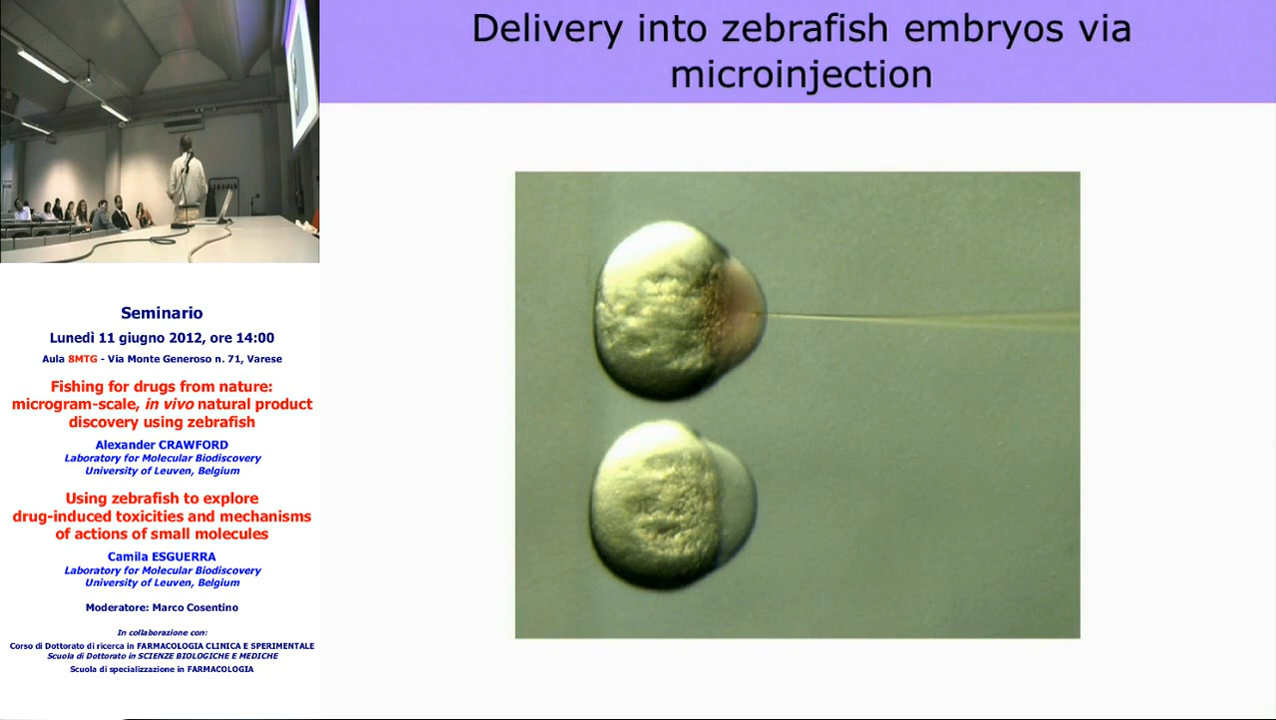 Delivery into zebrafish embryos via
microinjection
Seminario
Lunedì 11 giugno 2012, ore 14:00
Aula 8MTG - Via Monte Generoso n. 71, Varese
Fishing for drugs from nature:
microgram-scale, in vivo natural product
discovery using zebrafish
Alexander CRAWFORD
Laboratory for Molecular Biodiscovery
University of Leuven, Belgium
Using zebrafish to explore
drug-induced toxicities and mechanisms
of actions of small molecules
Camila ESGUERRA
Laboratory for Molecular Biodiscovery
University of Leuven, Belgium
Moderatore: Marco Cosentino
In collaborazione con:
Corso di Dottorato di ricerca in FARMACOLOGIA CLINICA E SPERIMENTALE
Scuola di Dottorato in SCIENZE BIOLOGICHE E MEDICHE
Scuola di specializzazione in FARMACOLOGIA